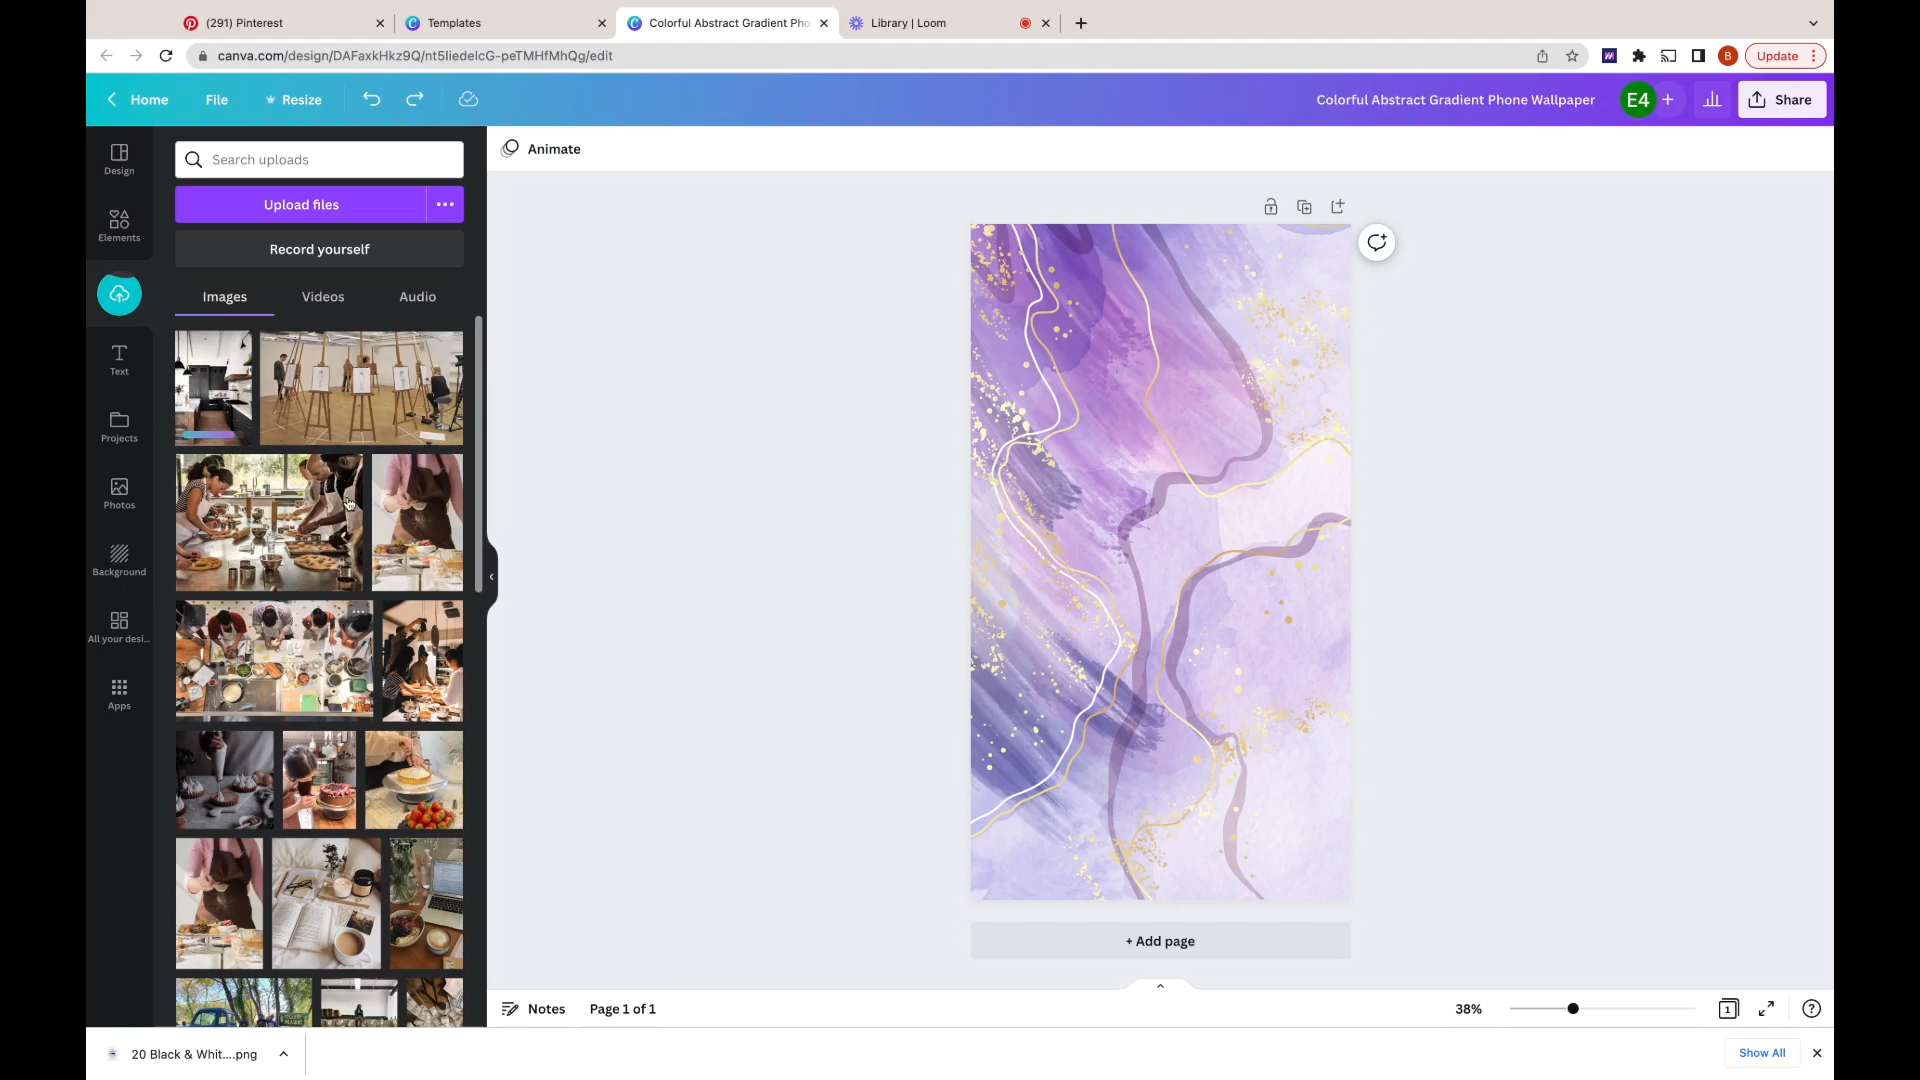 (291) Pinterest
Templates
Colorful Abstract Gradient Pho
Library | Loom
canva.com/design/DAFaxkHkz9Q/nt5IiedelcG-peTMHfMhQg/edit
B
Update
Home
File
Resize
Colorful Abstract Gradient Phone Wallpaper
E4
Share
Design
Elements
Text
Projects
Photos
Background
All your desi...
Apps
Search uploads
Upload files
Record yourself
Images
Videos
Audio
Animate
+ Add page
Notes
Page 1 of 1
38%
1
20 Black & Whit....png
Show All